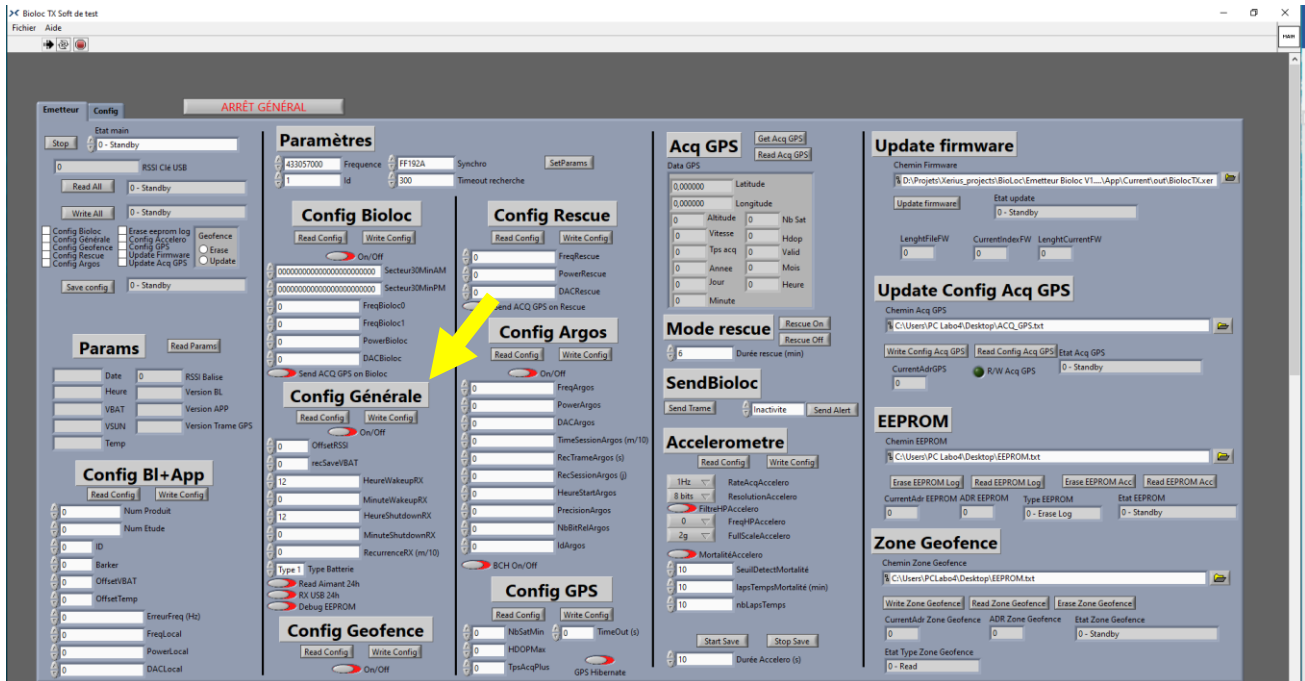 Bioloc TX Soft de test
Fichier Aide
MAIN
Emetteur Config ARRÊT GÉNÉRAL
Etat main
Stop 0 - Standby
0 RSSI Clé USB
Read All 0 - Standby
Write All 0 - Standby
Config Bioloc
Config Générale
Config Geofence
Config Rescue
Config Argos
Erase eeprom log
Config Accelero
Config GPS
Update Firmware
Update Acq GPS
Geofence
Erase
Update
Save config 0 - Standby
Params Read Params
Date 0 RSSI Balise
Heure Version BL
VBAT Version APP
VSUN Version Trame GPS
Temp
Config Bl+App
Read Config Write Config
0 Num Produit
0 Num Etude
0 ID
0 Barker
0 OffsetVBAT
0 OffsetTemp
0 ErreurFreq (Hz)
0 FreqLocal
0 PowerLocal
0 DACLocal
Paramètres
433057000 Frequence FF192A Synchro SetParams
1 Id 300 Timeout recherche
Config Bioloc
Read Config Write Config
On/Off
000000000000000000000000 Secteur30MinAM
000000000000000000000000 Secteur30MinPM
0 FreqBioloc0
0 FreqBioloc1
0 PowerBioloc
0 DACBioloc
Send ACQ GPS on Bioloc
Config Générale
Read Config Write Config
On/Off
0 OffsetRSSI
0 recSaveVBAT
12 HeureWakeupRX
0 MinuteWakeupRX
12 HeureShutdownRX
0 MinuteShutdownRX
0 RecurrenceRX (m/10)
Type 1 Type Batterie
Read Aimant 24h
RX USB 24h
Debug EEPROM
Config Geofence
Read Config Write Config
On/Off
Config Rescue
Read Config Write Config
0 FreqRescue
0 PowerRescue
0 DACRescue
end ACQ GPS on Rescue
Config Argos
Read Config Write Config
On/Off
0 FreqArgos
0 PowerArgos
0 DACArgos
0 TimeSessionArgos (m/10)
0 RecTrameArgos (s)
0 RecSessionArgos (j)
0 HeureStartArgos
0 PrecisionArgos
0 NbBitRelArgos
0 IdArgos
BCH On/Off
Config GPS
Read Config Write Config
0 NbSatMin 0 TimeOut (s)
0 HDOPMax
0 TpsAcqPlus GPS Hibernate
Acq GPS Get Acq GPS
Read Acq GPS
Data GPS
0,000000 Latitude
0,000000 Longitude
0 Altitude 0 Nb Sat
0 Vitesse 0 Hdop
0 Tps acq 0 Valid
0 Annee 0 Mois
0 Jour 0 Heure
0 Minute
Mode rescue Rescue On
Rescue Off
6 Durée rescue (min)
SendBioloc
Send Trame Inactivite Send Alert
Accelerometre
Read Config Write Config
1Hz RateAcqAccelero
8 bits ResolutionAccelero
FiltreHPAccelero
0 FreqHPAccelero
2g FullScaleAccelero
MortalitéAccelero
10 SeuilDetectMortalité
10 lapsTempsMortalité (min)
10 nbLapsTemps
Start Save Stop Save
10 Durée Accelero (s)
Update firmware
Chemin Firmware
D:\Projets\Xerius_projects\BioLoc\Emetteur Bioloc V1....\App\Current\out\BiolocTX.xer
Update firmware Etat update
0 - Standby
LenghtFileFW CurrentIndexFW LenghtCurrentFW
0 0 0
Update Config Acq GPS
Chemin Acq GPS
C:\Users\PC Labo4\Desktop\ACQ_GPS.txt
Write Config Acq GPS Read Config Acq GPS Etat Acq GPS
CurrentAdrGPS R/W Acq GPS 0 - Standby
0
EEPROM
Chemin EEPROM
C:\Users\PC Labo4\Desktop\EEPROM.txt
Erase EEPROM Log Read EEPROM Log Erase EEPROM Acc Read EEPROM Acc
CurrentAdr EEPROM ADR EEPROM Type EEPROM Etat EEPROM
0 0 0 - Erase Log 0 - Standby
Zone Geofence
Chemin Zone Geofence
C:\Users\PCLabo4\Desktop\EEPROM.txt
Write Zone Geofence Read Zone Geofence Erase Zone Geofence
CurrentAdr Zone Geofence ADR Zone Geofence Etat Zone Geofence
0 0 0 - Standby
Etat Type Zone Geofence
0 - Read